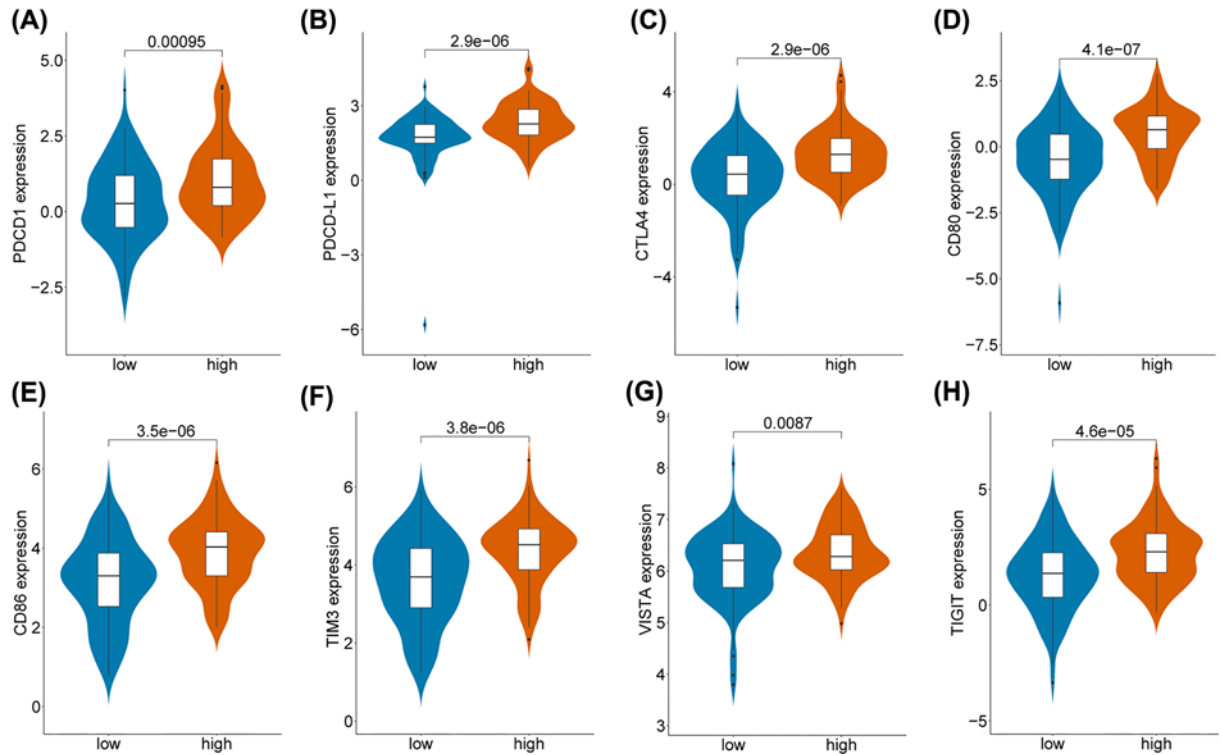 (A)
0.00095
5.0
2.5
0.0
−2.5
PDCD1 expression
low
high
(B)
2.9e−06
3
0
−3
−6
PDCD-L1 expression
low
high
(C)
2.9e−06
4
0
−4
CTLA4 expression
low
high
(D)
4.1e−07
2.5
0.0
−2.5
−5.0
−7.5
CD80 expression
low
high
(E)
3.5e−06
6
4
2
0
CD86 expression
low
high
(F)
3.8e−06
6
4
2
0
TIM3 expression
low
high
(G)
0.0087
9
8
7
6
5
4
3
VISTA expression
low
high
(H)
4.6e−05
5
0
−5
TIGIT expression
low
high